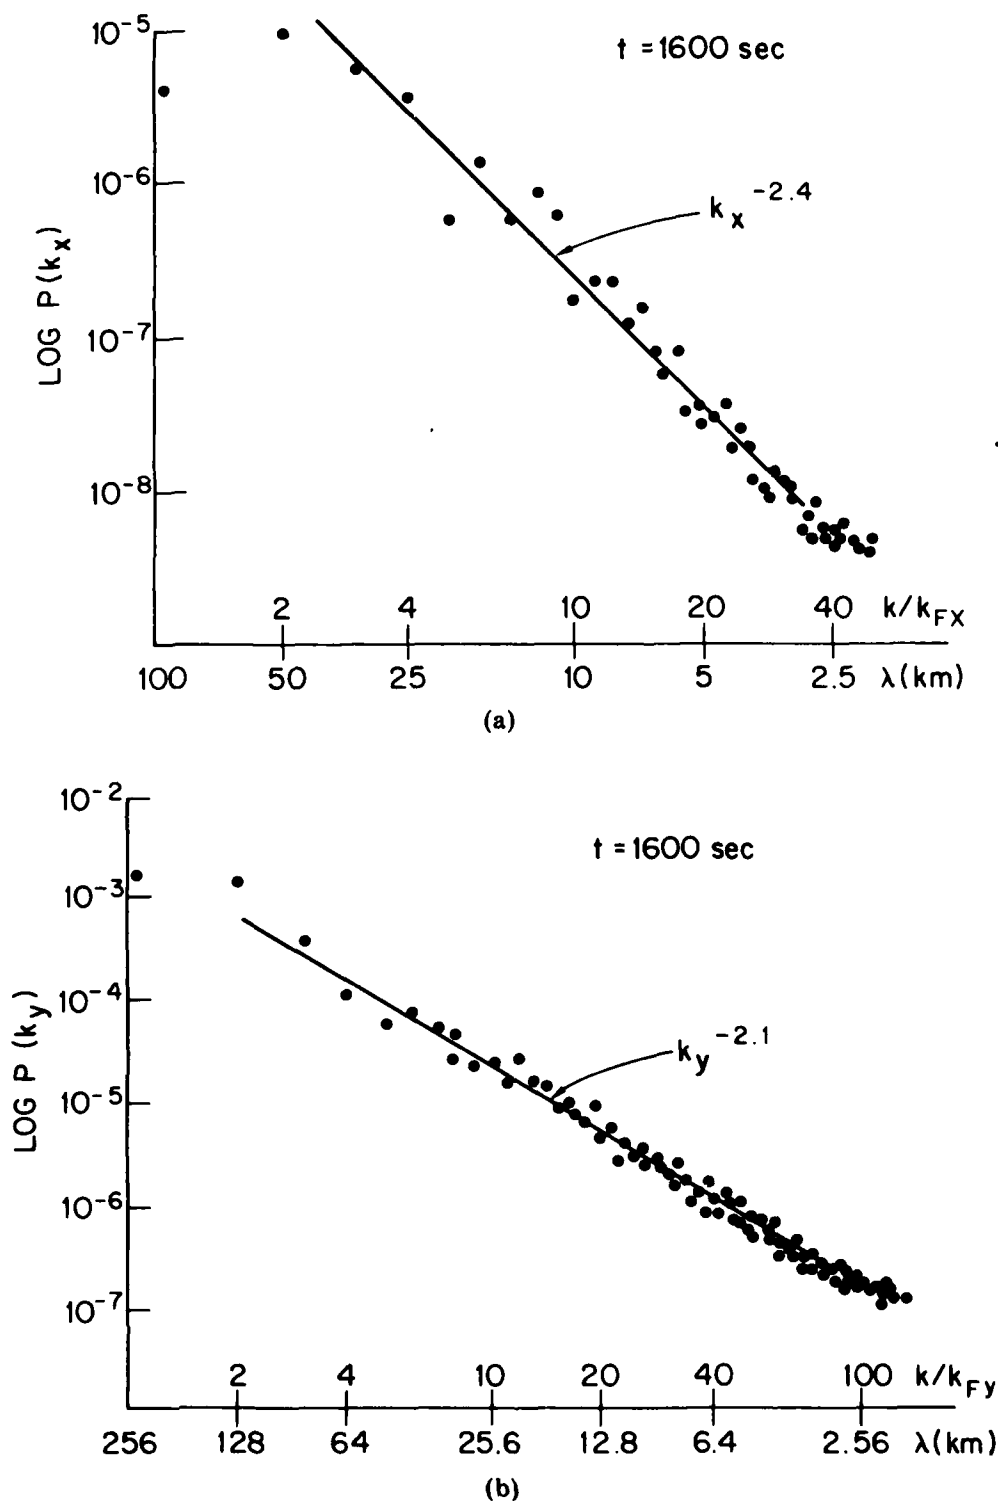 10^-5
t = 1600 sec
10^-6
k_x^-2.4
LOG P(k_x)
10^-7
10^-8
2 4 10 20 40 k/k_FX
100 50 25 10 5 2.5 λ(km)
(a)
10^-2
t = 1600 sec
10^-3
10^-4
k_y^-2.1
LOG P(k_y)
10^-5
10^-6
10^-7
2 4 10 20 40 100 k/k_Fy
256 128 64 25.6 12.8 6.4 2.56 λ(km)
(b)